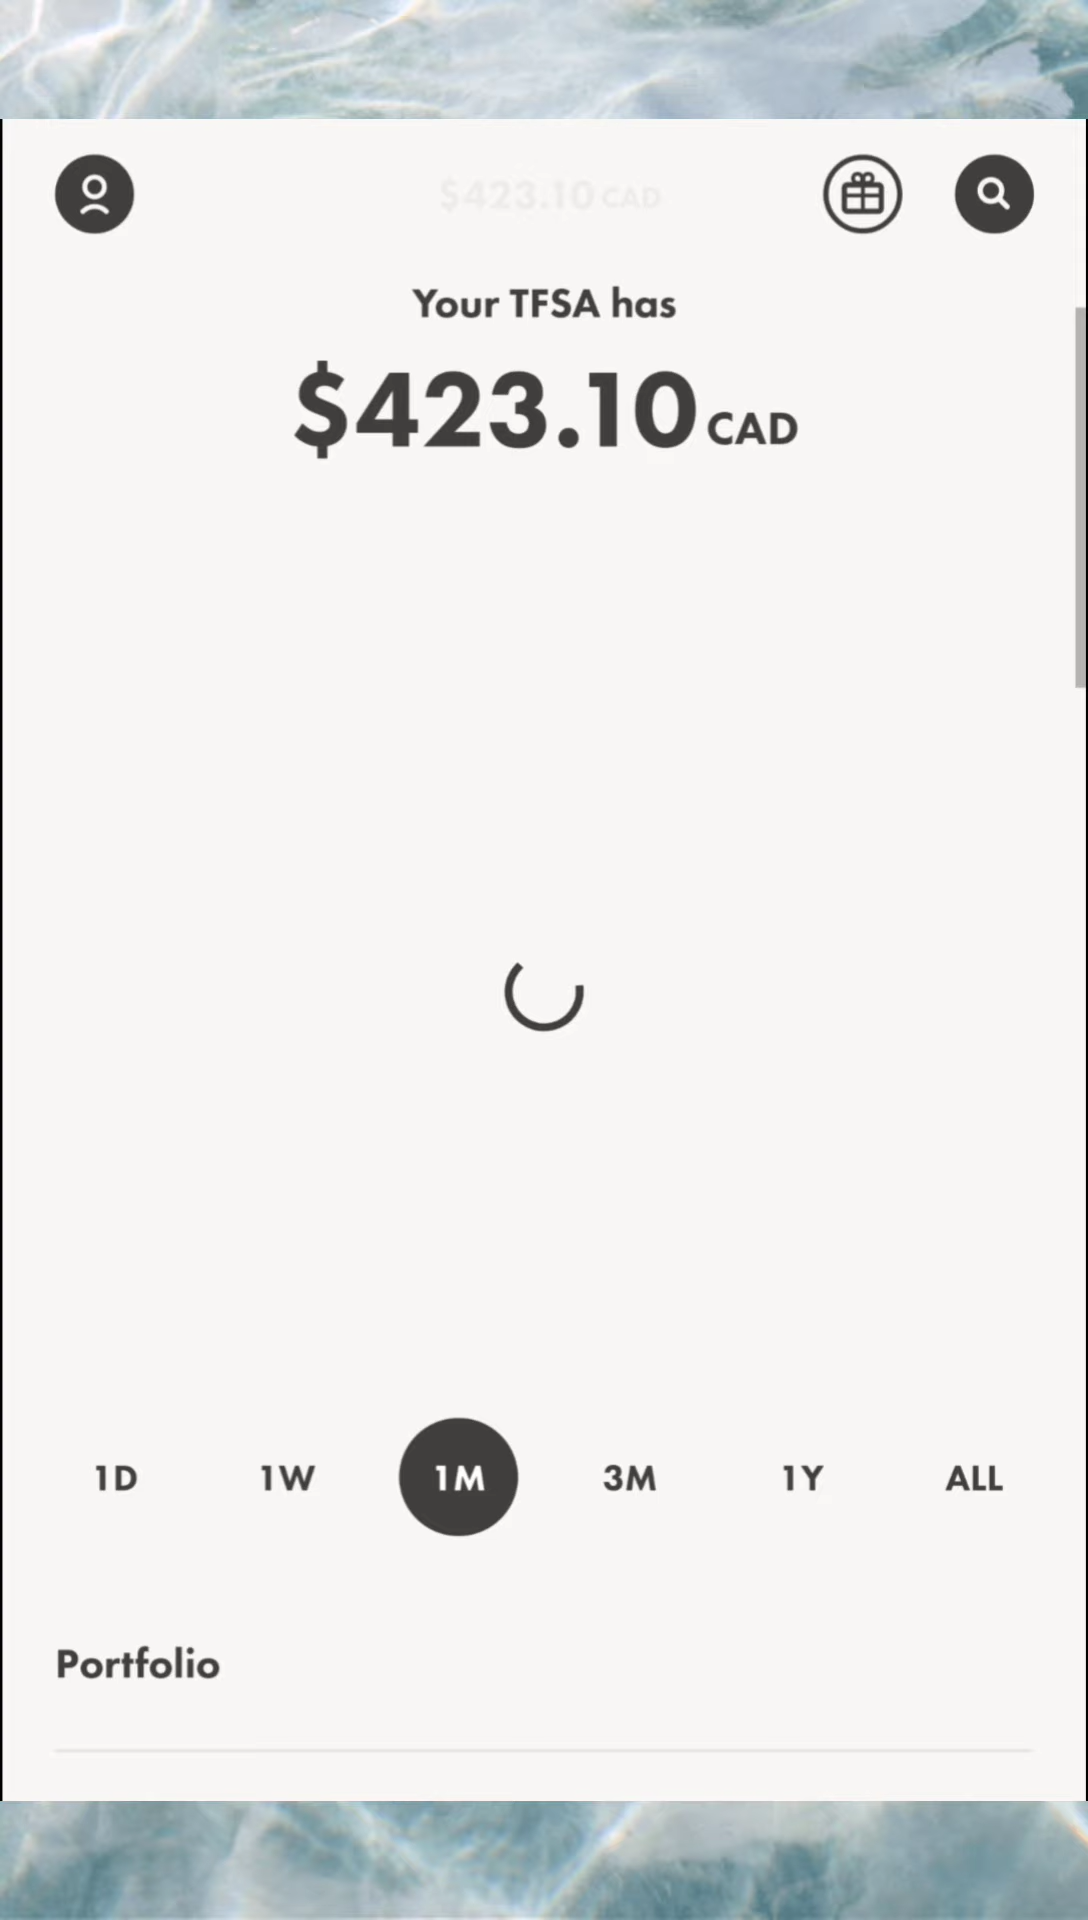 $423.10 CAD
Your TFSA has
$423.10 CAD
1D 1W 1M 3M 1Y ALL
Portfolio